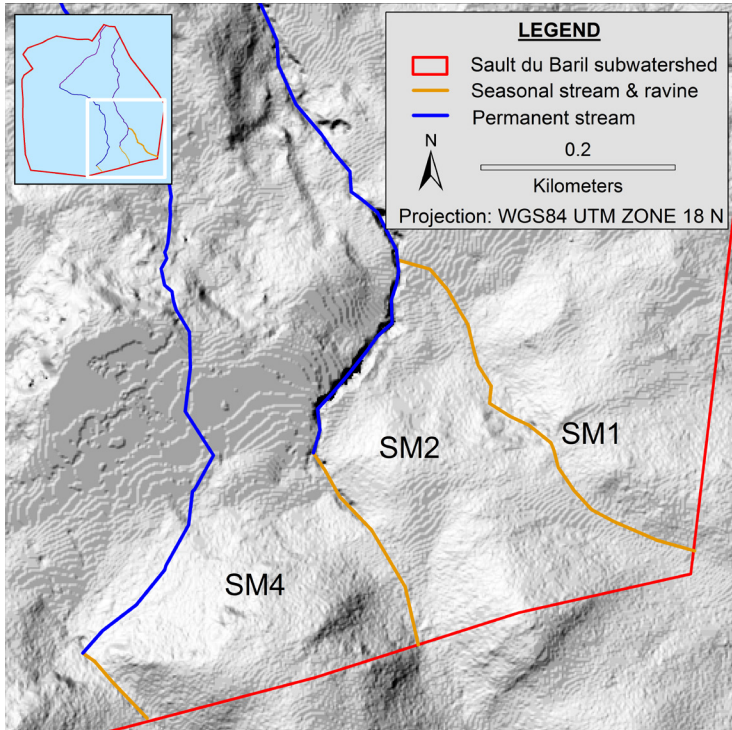 LEGEND
Sault du Baril subwatershed
Seasonal stream & ravine
Permanent stream
N
0.2
Kilometers
Projection: WGS84 UTM ZONE 18 N
SM1
SM2
SM4